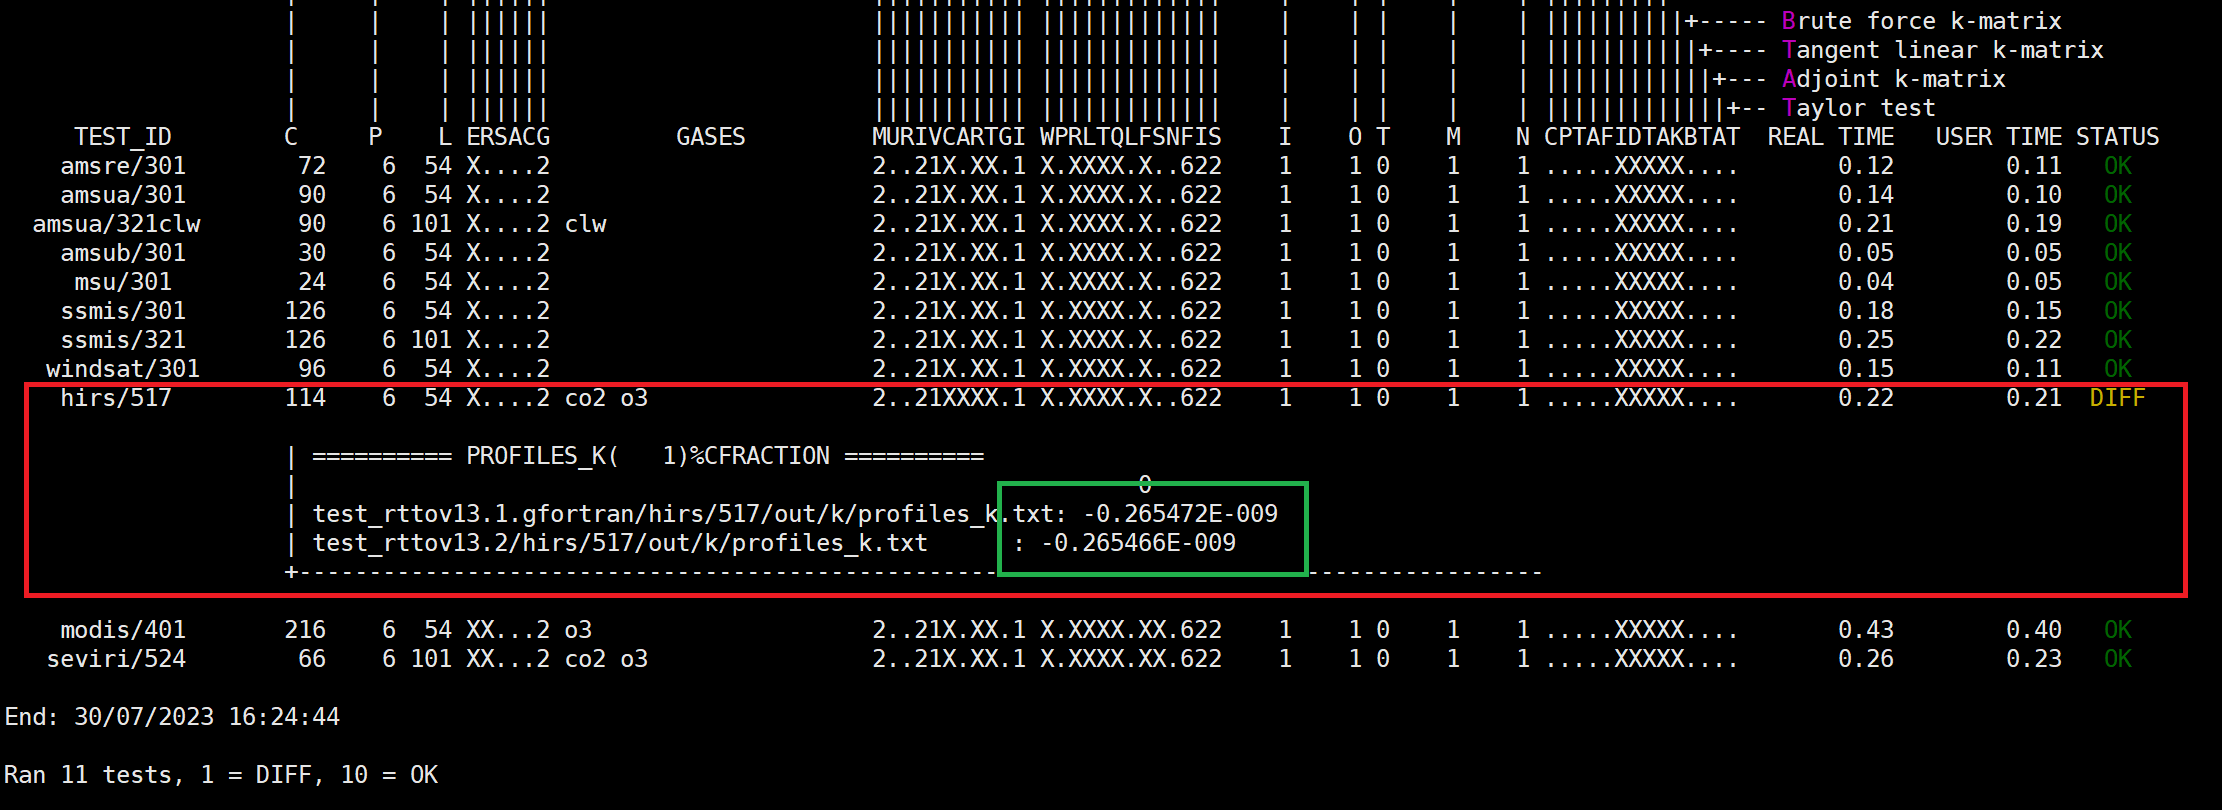 |     |    | ||||||                       ||||||||||| |||||||||||||    |    | |    |    | ||||||||||+----- Brute force k-matrix
|     |    | ||||||                       ||||||||||| |||||||||||||    |    | |    |    | |||||||||||+---- Tangent linear k-matrix
|     |    | ||||||                       ||||||||||| |||||||||||||    |    | |    |    | ||||||||||||+--- Adjoint k-matrix
|     |    | ||||||                       ||||||||||| |||||||||||||    |    | |    |    | |||||||||||||+-- Taylor test
TEST_ID C P L ERSACG GASES MURIVCARTGI WPRLTQLFSNFIS I O T M N CPTAFIDTAKBTAT REAL TIME USER TIME STATUS
amsre/301 72 6 54 X....2 2..21X.XX.1 X.XXXX.X..622 1 1 0 1 1 .....XXXXX.... 0.12 0.11 OK
amsua/301 90 6 54 X....2 2..21X.XX.1 X.XXXX.X..622 1 1 0 1 1 .....XXXXX.... 0.14 0.10 OK
amsua/321clw 90 6 101 X....2 clw 2..21X.XX.1 X.XXXX.X..622 1 1 0 1 1 .....XXXXX.... 0.21 0.19 OK
amsub/301 30 6 54 X....2 2..21X.XX.1 X.XXXX.X..622 1 1 0 1 1 .....XXXXX.... 0.05 0.05 OK
msu/301 24 6 54 X....2 2..21X.XX.1 X.XXXX.X..622 1 1 0 1 1 .....XXXXX.... 0.04 0.05 OK
ssmis/301 126 6 54 X....2 2..21X.XX.1 X.XXXX.X..622 1 1 0 1 1 .....XXXXX.... 0.18 0.15 OK
ssmis/321 126 6 101 X....2 2..21X.XX.1 X.XXXX.X..622 1 1 0 1 1 .....XXXXX.... 0.25 0.22 OK
windsat/301 96 6 54 X....2 2..21X.XX.1 X.XXXX.X..622 1 1 0 1 1 .....XXXXX.... 0.15 0.11 OK
hirs/517 114 6 54 X....2 co2 o3 2..21XXXX.1 X.XXXX.X..622 1 1 0 1 1 .....XXXXX.... 0.22 0.21 DIFF
| ========== PROFILES_K(   1)%CFRACTION ==========
| 0
| test_rttov13.1.gfortran/hirs/517/out/k/profiles_k.txt: -0.265472E-009
| test_rttov13.2/hirs/517/out/k/profiles_k.txt      : -0.265466E-009
+-----------------------------------------------------------------------------------------
modis/401 216 6 54 XX...2 o3 2..21X.XX.1 X.XXXX.XX.622 1 1 0 1 1 .....XXXXX.... 0.43 0.40 OK
seviri/524 66 6 101 XX...2 co2 o3 2..21X.XX.1 X.XXXX.XX.622 1 1 0 1 1 .....XXXXX.... 0.26 0.23 OK
End: 30/07/2023 16:24:44
Ran 11 tests, 1 = DIFF, 10 = OK